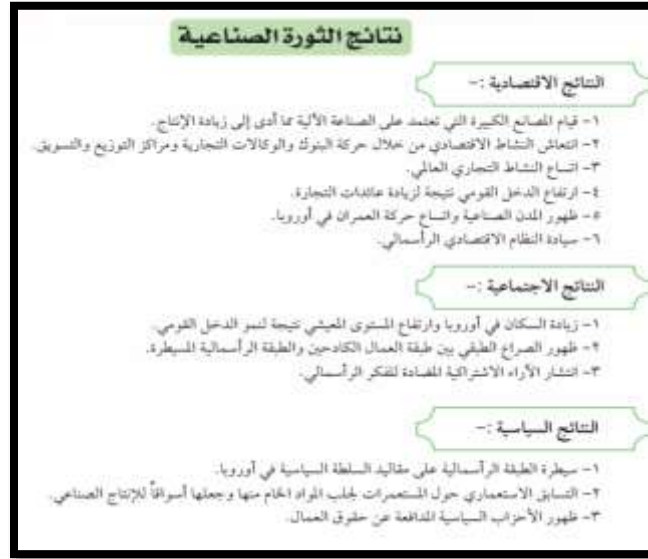 نتائج الثورة الصناعية
النتائج الاقتصادية :-
١- قيام المصانع الكبيرة التي تعتمد على الصناعة الآلية مما أدى إلى زيادة الإنتاج.
٢- انتعاش النشاط الاقتصادي من خلال حركة البنوك والوكالات التجارية ومراكز التوزيع والتسويق.
٣- اتساع النشاط التجاري العالمي.
٤- ارتفاع الدخل القومي نتيجة لزيادة عائدات التجارة.
٥- ظهور المدن الصناعية واتساع حركة العمران في أوروبا.
٦- سيادة النظام الاقتصادي الرأسمالي.
النتائج الاجتماعية :-
١- زيادة السكان في أوروبا وارتفاع المستوى المعيشي نتيجة لنمو الدخل القومي.
٢- ظهور الصراع الطبقي بين طبقة العمال الكادحين والطبقة الرأسمالية المسيطرة.
٣- انتشار الآراء الاشتراكية المضادة للفكر الرأسمالي.
النتائج السياسية :-
١- سيطرة الطبقة الرأسمالية على مقاليد السلطة السياسية في أوروبا.
٢- التسابق الاستعماري حول المستعمرات لجلب المواد الخام منها وجعلها أسواقاً للإنتاج الصناعي.
٣- ظهور الأحزاب السياسية المدافعة عن حقوق العمال.